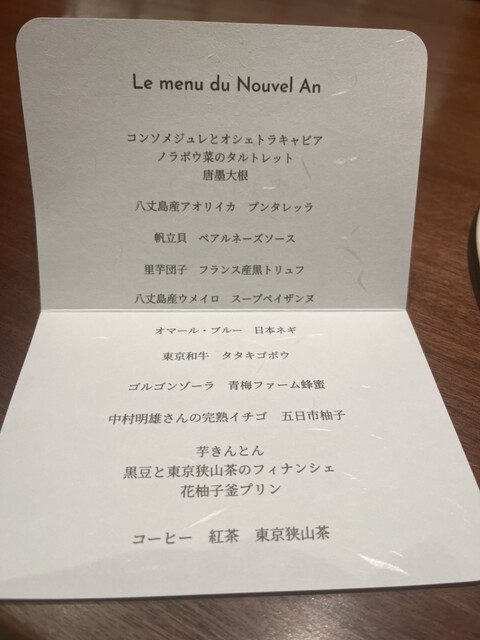 Le menu du Nouvel An
コンソメジュレとオシェトラキャビア
ノラボウ菜のタルトレット
唐墨大根
八丈島産アオリイカ　プンタレッラ
帆立貝　ベアルネーズソース
里芋団子　フランス産黒トリュフ
八丈島産ウメイロ　スープペイザンヌ
オマール・ブルー　日本ネギ
東京和牛　タタキゴボウ
ゴルゴンゾーラ　青梅ファーム蜂蜜
中村明雄さんの完熟イチゴ　五日市柚子
芋きんとん
黒豆と東京狭山茶のフィナンシェ
花柚子釜プリン
コーヒー　紅茶　東京狭山茶